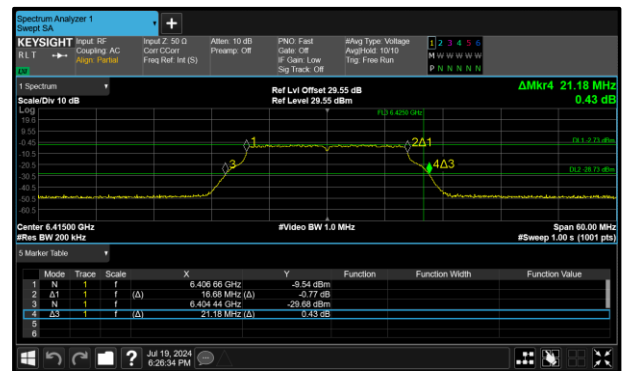 Spectrum Analyzer 1
Swept SA
+
KEYSIGHT Input: RF Input Z: 50 Ω Atten: 10 dB PNO: Fast #Avg Type: Voltage 1 2 3 4 5 6
RLT Coupling: AC Corr CCorr Preamp: Off Gate: Off Avg|Hold: 10/10 M W W W W W
Align: Partial Freq Ref: Int (S) IF Gain: Low Trig: Free Run
Sig Track: Off P N N N N N
1 Spectrum Ref Lvl Offset 29.55 dB ΔMkr4 21.18 MHz
Scale/Div 10 dB Ref Level 29.55 dBm 0.43 dB
Log
19.6
9.55
-0.45
-10.5
-20.5
-30.5
-40.5
-50.5
-60.5
1
2Δ1
3
4Δ3
DL1 -2.73 dBm
DL2 -28.73 dBm
Center 6.41500 GHz #Video BW 1.0 MHz Span 60.00 MHz
#Res BW 200 kHz #Sweep 1.00 s (1001 pts)
5 Marker Table
Mode Trace Scale X Y Function Function Width Function Value
1 N 1 f 6.406 66 GHz -9.54 dBm
2 Δ1 1 f (Δ) 16.68 MHz (Δ) -0.77 dB
3 N 1 f 6.404 44 GHz -29.68 dBm
4 Δ3 1 f (Δ) 21.18 MHz (Δ) 0.43 dB
5
6
? Jul 19, 2024
6:26:34 PM